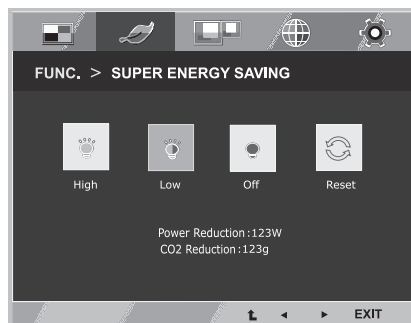 FUNC. > SUPER ENERGY SAVING
High Low Off Reset
Power Reduction:123W
CO2 Reduction:123g
EXIT